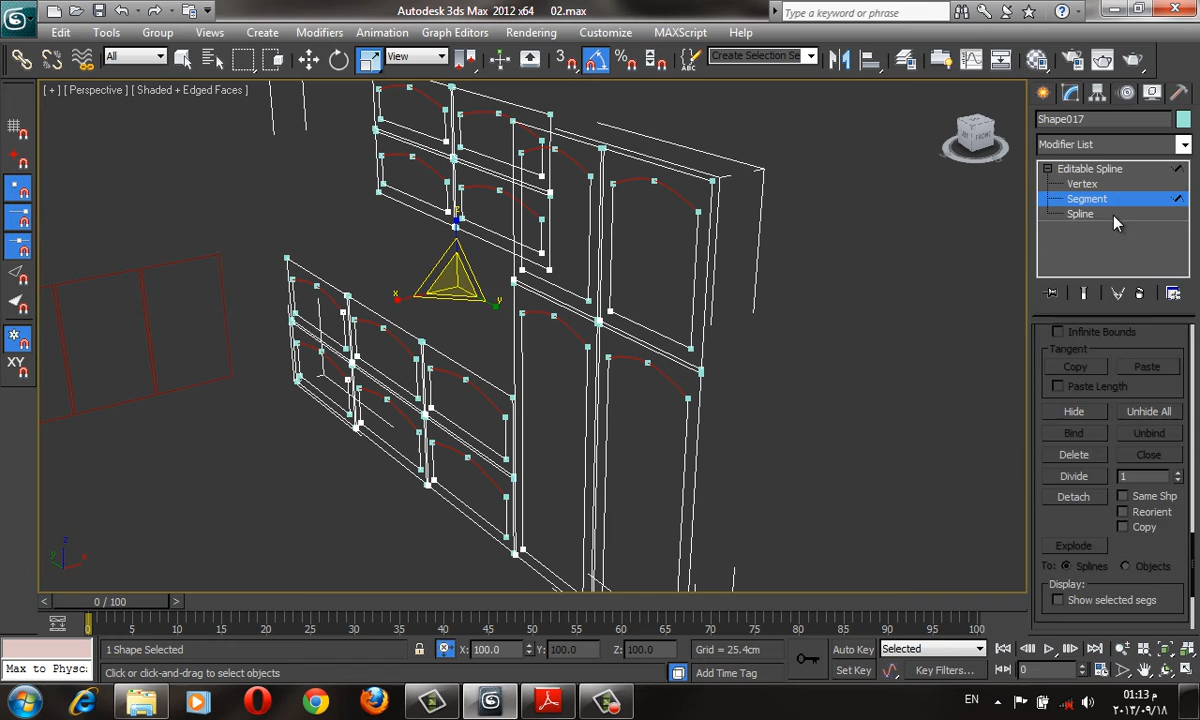 Autodesk 3ds Max 2012 x64 02.max
Type a keyword or phrase
Edit Tools Group Views Create Modifiers Animation Graph Editors Rendering Customize MAXScript Help
All
View
3
Create Selection Se
[ + ] [ Perspective ] [ Shaded + Edged Faces ]
Shape017
Modifier List
Editable Spline
Vertex
Segment
Spline
XY
x
y
z
Infinite Bounds
Tangent
Copy Paste
Paste Length
Hide Unhide All
Bind Unbind
Delete Close
Divide 1
Detach Same Shp
Reorient
Copy
Explode
To: Splines Objects
Display:
Show selected segs
0 / 100
0 5 10 15 20 25 30 35 40 45 50 55 60 65 70 75 80 85 90 95 100
1 Shape Selected X: 100.0 Y: 100.0 Z: 100.0 Grid = 25.4cm Auto Key Selected
Max to Physc Click or click-and-drag to select objects Add Time Tag Set Key Key Filters... 0
EN
01:13 م
٢٠١٣/٠٩/١٨